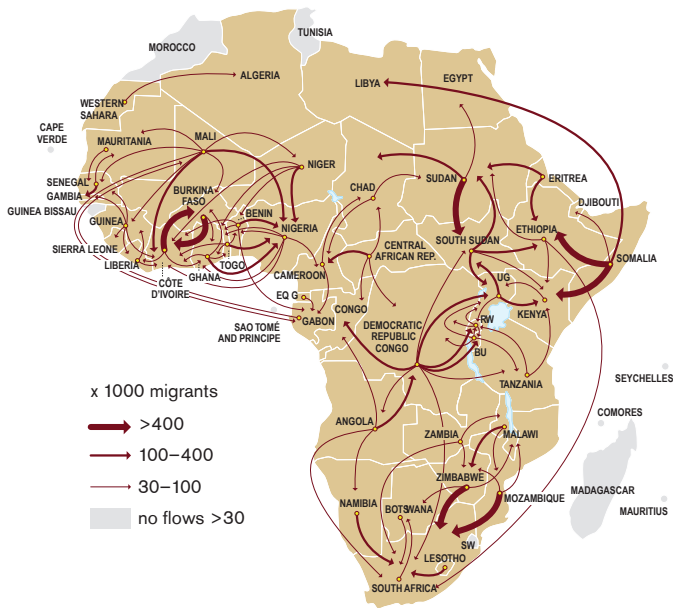 TUNISIA
MOROCCO
ALGERIA
LIBYA
EGYPT
WESTERN
SAHARA
CAPE
VERDE
MAURITANIA
MALI
NIGER
SENEGAL
GAMBIA
GUINEA BISSAU
BURKINA
FASO
CHAD
SUDAN
ERITREA
DJIBOUTI
GUINEA
BENIN
NIGERIA
ETHIOPIA
SOUTH SUDAN
SOMALIA
SIERRA LEONE
LIBERIA
TOGO
GHANA
CÔTE
D'IVOIRE
CAMEROON
CENTRAL
AFRICAN REP.
UG
KENYA
EQ G
GABON
CONGO
SAO TOMÉ
AND PRINCIPE
DEMOCRATIC
REPUBLIC
CONGO
RW
BU
TANZANIA
SEYCHELLES
COMORES
x 1000 migrants
>400
100–400
30–100
no flows >30
ANGOLA
ZAMBIA
MALAWI
ZIMBABWE
MOZAMBIQUE
MADAGASCAR
MAURITIUS
NAMIBIA
BOTSWANA
SW
LESOTHO
SOUTH AFRICA